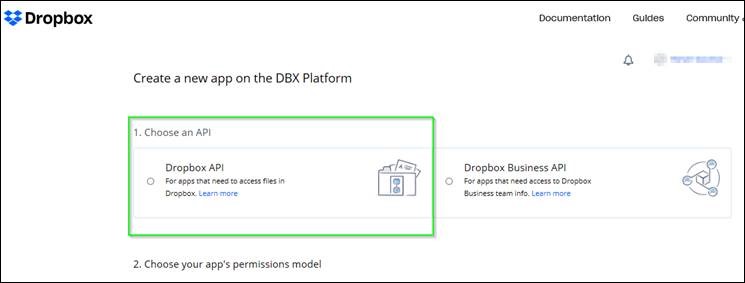 Dropbox
Documentation Guides Community
Create a new app on the DBX Platform
1. Choose an API
Dropbox API
For apps that need to access files in
Dropbox. Learn more
Dropbox Business API
For apps that need access to Dropbox
Business team info. Learn more
2. Choose your app's permissions model